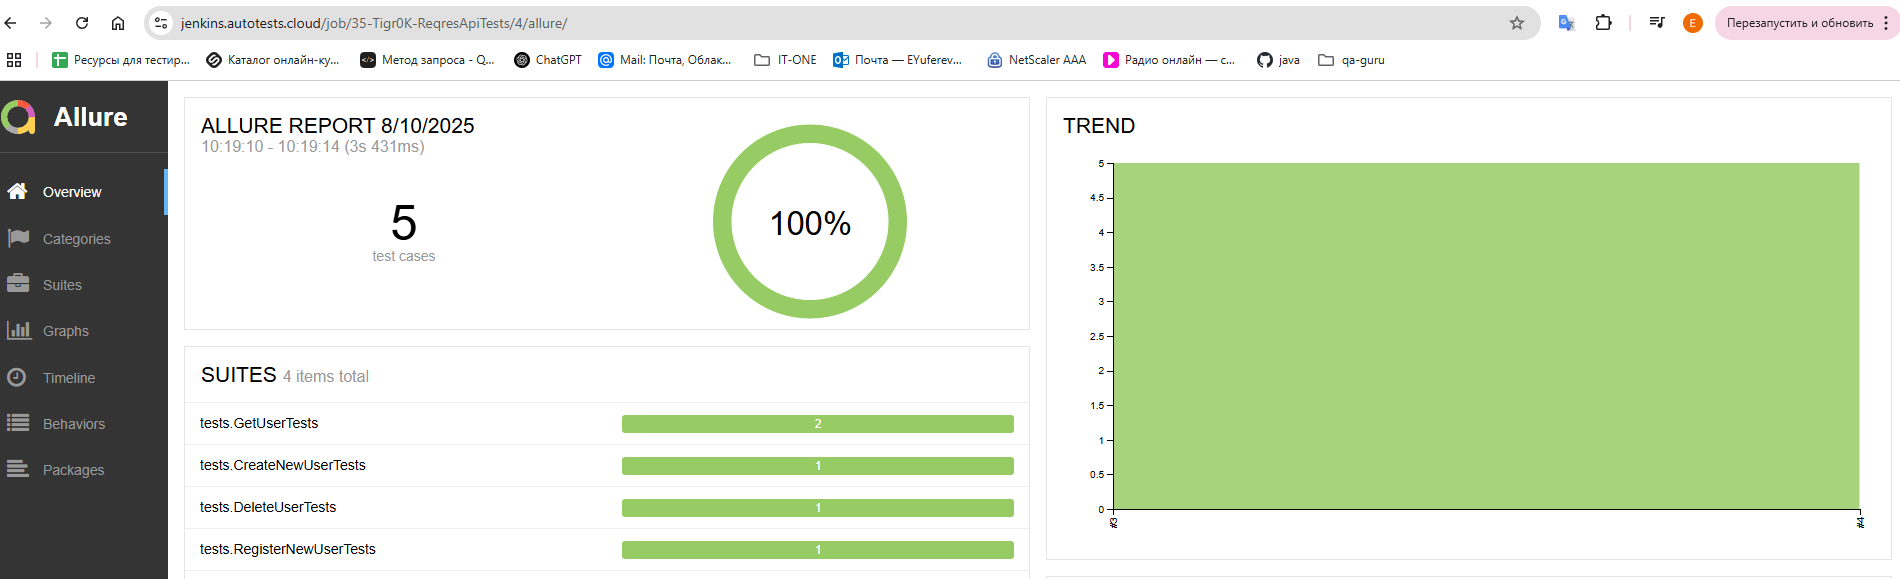 jenkins.autotests.cloud/job/35-Tigr0K-ReqresApiTests/4/allure/
E
Перезапустить и обновить
Ресурсы для тестир...
Каталог онлайн-ку...
Метод запроса - Q...
ChatGPT
Mail: Почта, Облак...
IT-ONE
Почта — EYuferev...
NetScaler AAA
Радио онлайн — с...
java
qa-guru
Allure
Overview
Categories
Suites
Graphs
Timeline
Behaviors
Packages
ALLURE REPORT 8/10/2025
10:19:10 - 10:19:14 (3s 431ms)
5
test cases
100%
SUITES 4 items total
tests.GetUserTests
2
tests.CreateNewUserTests
1
tests.DeleteUserTests
1
tests.RegisterNewUserTests
1
TREND
5
4.5
4
3.5
3
2.5
2
1.5
1
0.5
0
#3
#4